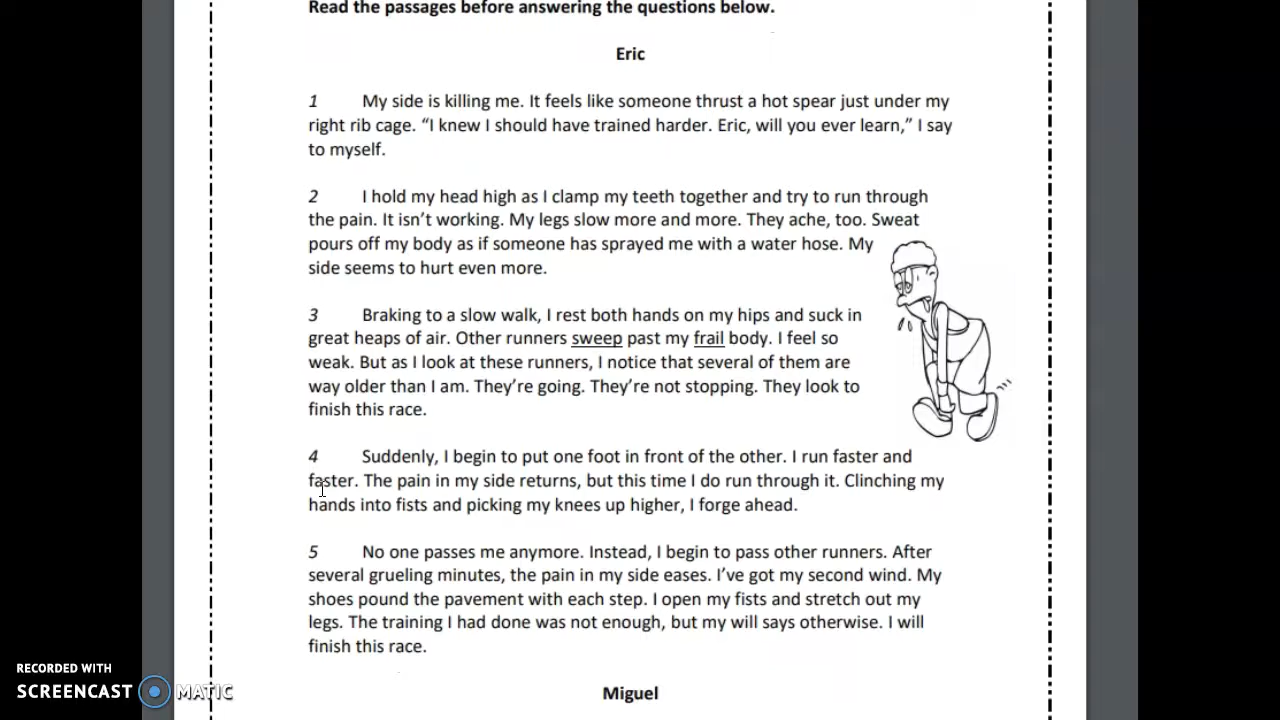 Read the passages before answering the questions below.
Eric
1 My side is killing me. It feels like someone thrust a hot spear just under my
right rib cage. “I knew I should have trained harder. Eric, will you ever learn,” I say
to myself.
2 I hold my head high as I clamp my teeth together and try to run through
the pain. It isn’t working. My legs slow more and more. They ache, too. Sweat
pours off my body as if someone has sprayed me with a water hose. My
side seems to hurt even more.
3 Braking to a slow walk, I rest both hands on my hips and suck in
great heaps of air. Other runners sweep past my frail body. I feel so
weak. But as I look at these runners, I notice that several of them are
way older than I am. They’re going. They’re not stopping. They look to
finish this race.
4 Suddenly, I begin to put one foot in front of the other. I run faster and
faster. The pain in my side returns, but this time I do run through it. Clinching my
hands into fists and picking my knees up higher, I forge ahead.
5 No one passes me anymore. Instead, I begin to pass other runners. After
several grueling minutes, the pain in my side eases. I’ve got my second wind. My
shoes pound the pavement with each step. I open my fists and stretch out my
legs. The training I had done was not enough, but my will says otherwise. I will
finish this race.
Miguel
RECORDED WITH
SCREENCAST MATIC